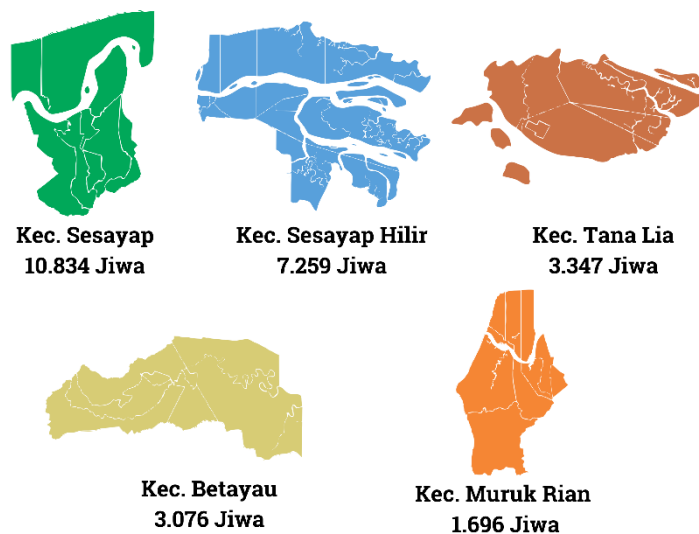 Kec. Sesayap
10.834 Jiwa
Kec. Sesayap Hilir
7.259 Jiwa
Kec. Tana Lia
3.347 Jiwa
Kec. Betayau
3.076 Jiwa
Kec. Muruk Rian
1.696 Jiwa